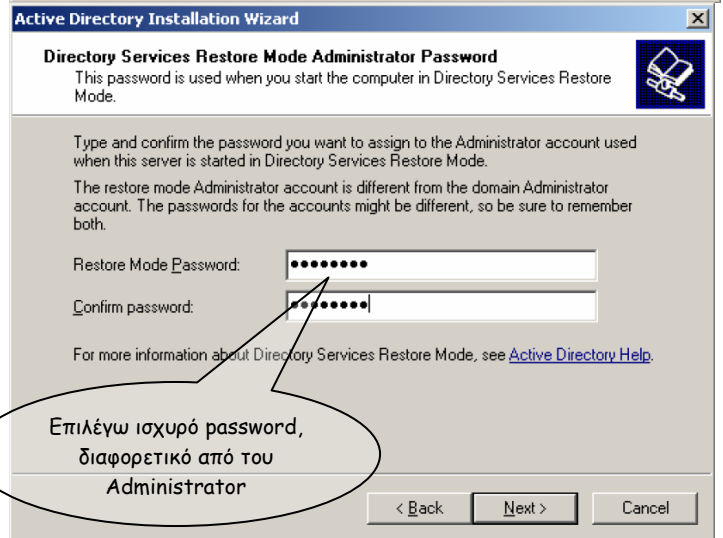 Active Directory Installation Wizard
Directory Services Restore Mode Administrator Password
This password is used when you start the computer in Directory Services Restore
Mode.
Type and confirm the password you want to assign to the Administrator account used
when this server is started in Directory Services Restore Mode.
The restore mode Administrator account is different from the domain Administrator
account. The passwords for the accounts might be different, so be sure to remember
both.
Restore Mode Password: ••••••••
Confirm password: ••••••••
For more information about Directory Services Restore Mode, see Active Directory Help.
Επιλέγω ισχυρό password,
διαφορετικό από του
Administrator
< Back Next > Cancel